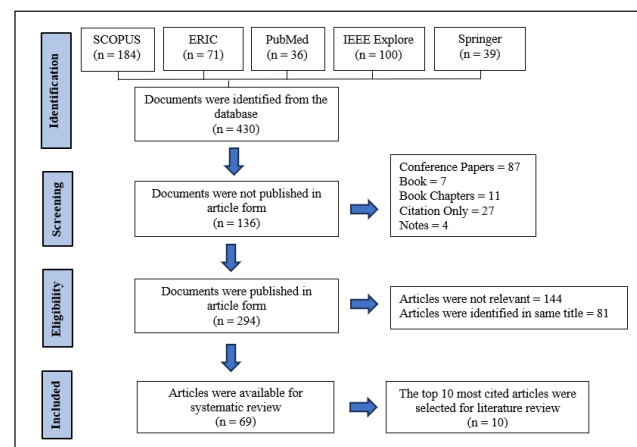 SCOPUS
(n = 184)
ERIC
(n = 71)
PubMed
(n = 36)
IEEE Explore
(n =100)
Springer
(n = 39)
Identification
Documents were identified from the
database
(n = 430)
Screening
Documents were not published in
article form
(n = 136)
Conference Papers = 87
Book = 7
Book Chapters = 11
Citation Only = 27
Notes = 4
Eligibility
Documents were published in
article form
(n = 294)
Articles were not relevant = 144
Articles were identified in same title = 81
Included
Articles were available for
systematic review
(n = 69)
The top 10 most cited articles were
selected for literature review
(n = 10)